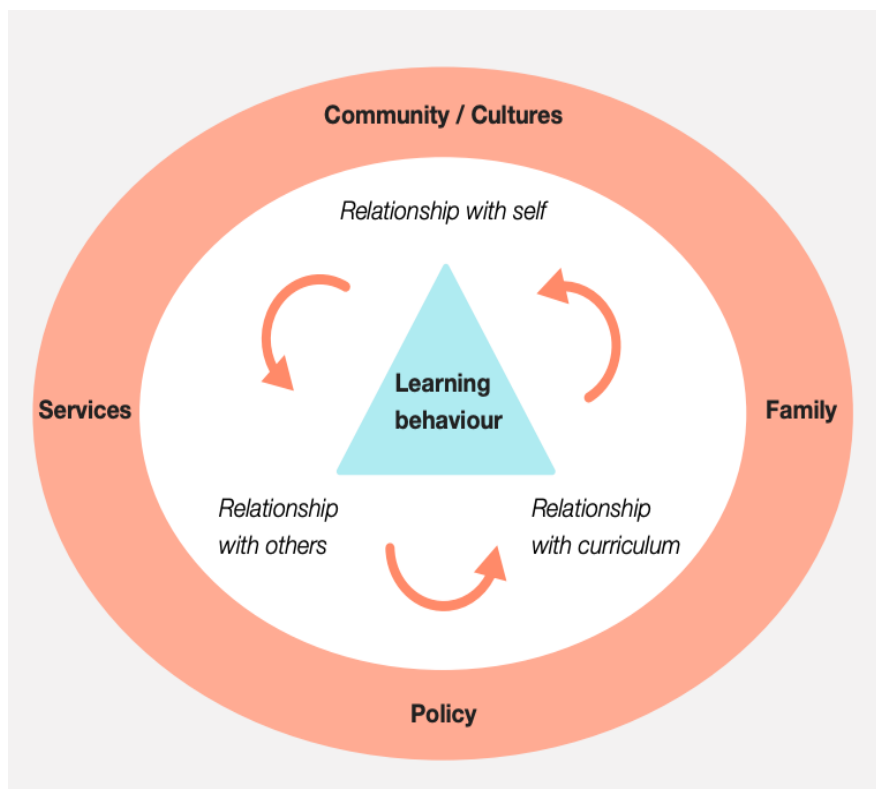 Community / Cultures
Relationship with self
Learning
behaviour
Services
Family
Relationship
with others
Relationship
with curriculum
Policy